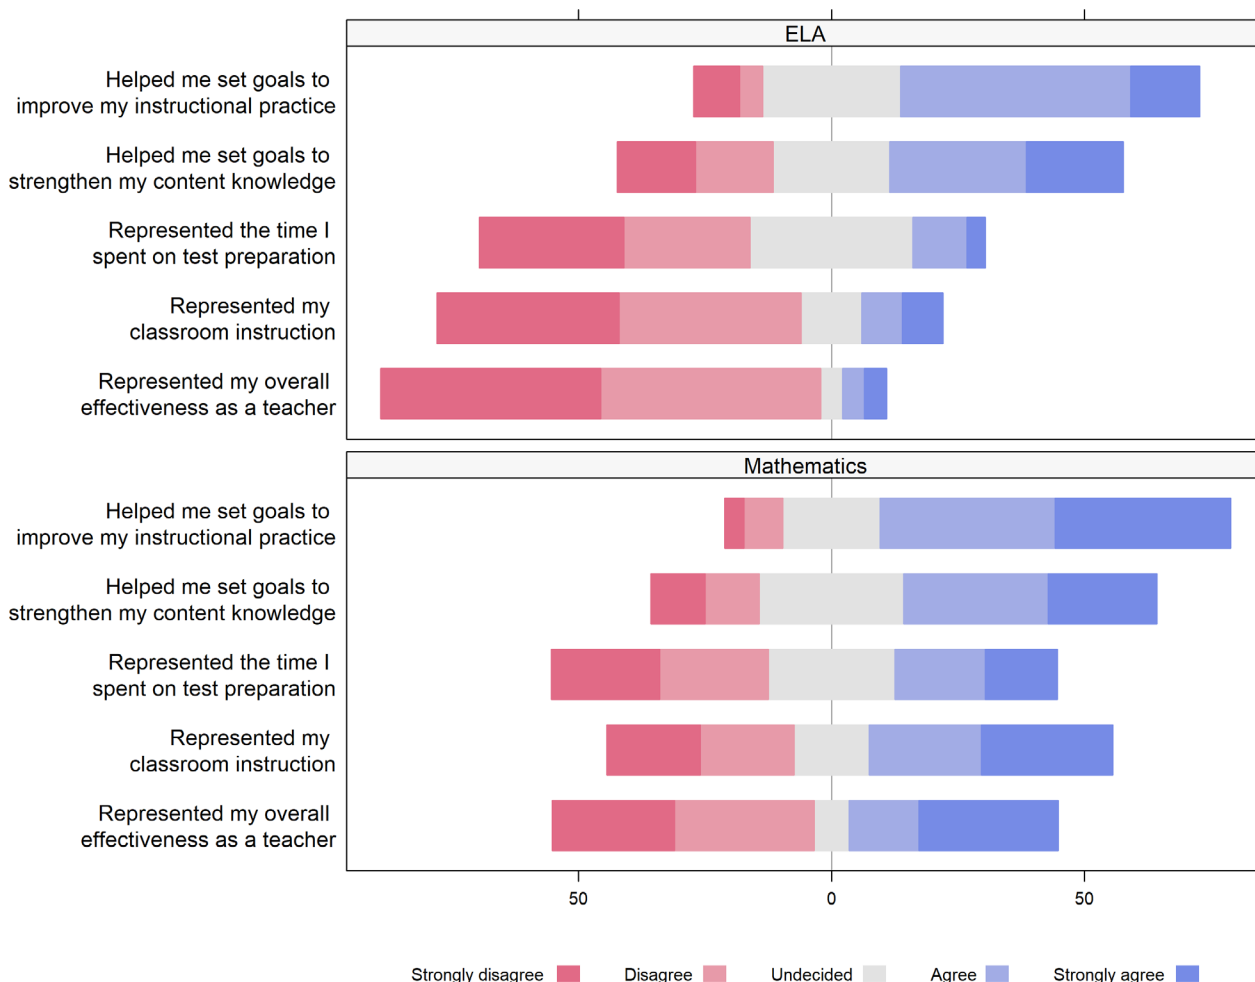 ELA
Helped me set goals to
improve my instructional practice
Helped me set goals to
strengthen my content knowledge
Represented the time I
spent on test preparation
Represented my
classroom instruction
Represented my overall
effectiveness as a teacher
Mathematics
Helped me set goals to
improve my instructional practice
Helped me set goals to
strengthen my content knowledge
Represented the time I
spent on test preparation
Represented my
classroom instruction
Represented my overall
effectiveness as a teacher
50 0 50
Strongly disagree Disagree Undecided Agree Strongly agree